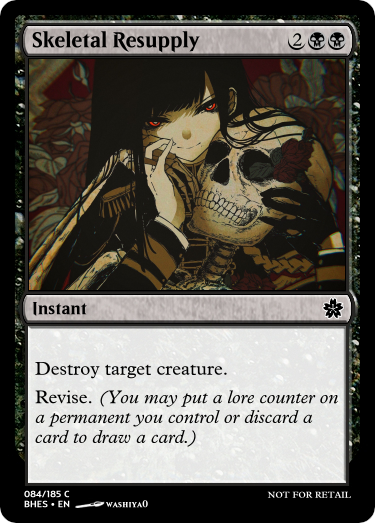 Skeletal Resupply 2
Instant
Destroy target creature.
Revise. (You may put a lore counter on
a permanent you control or discard a
card to draw a card.)
084/185 C
BHES • EN WASHIYA0
NOT FOR RETAIL